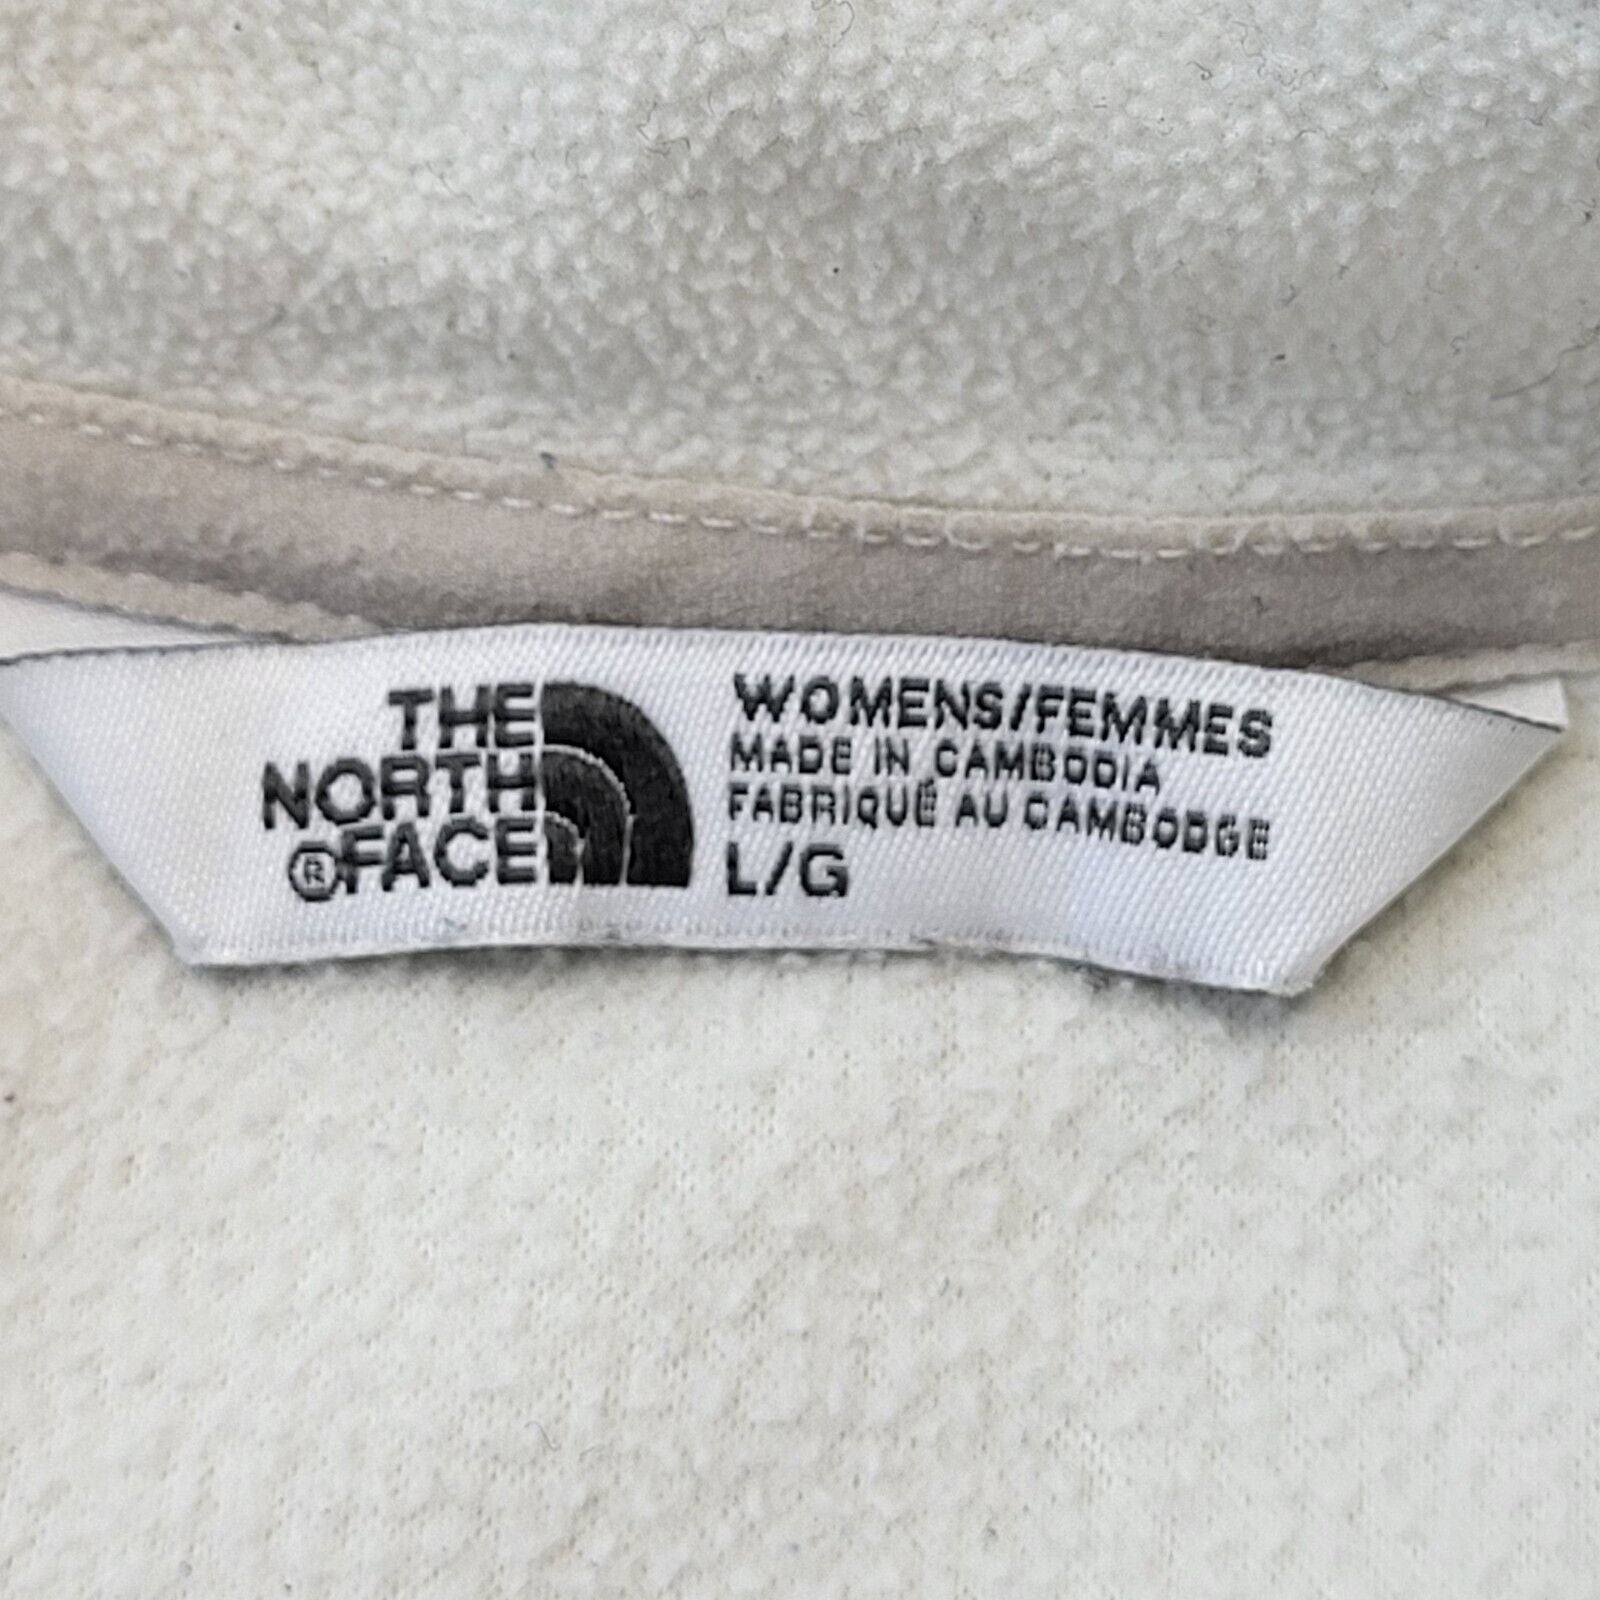 THE
NORTH
®FACE
WOMENS/FEMMES
MADE IN CAMBODIA
FABRIQUÉ AU CAMBODGE
L/G